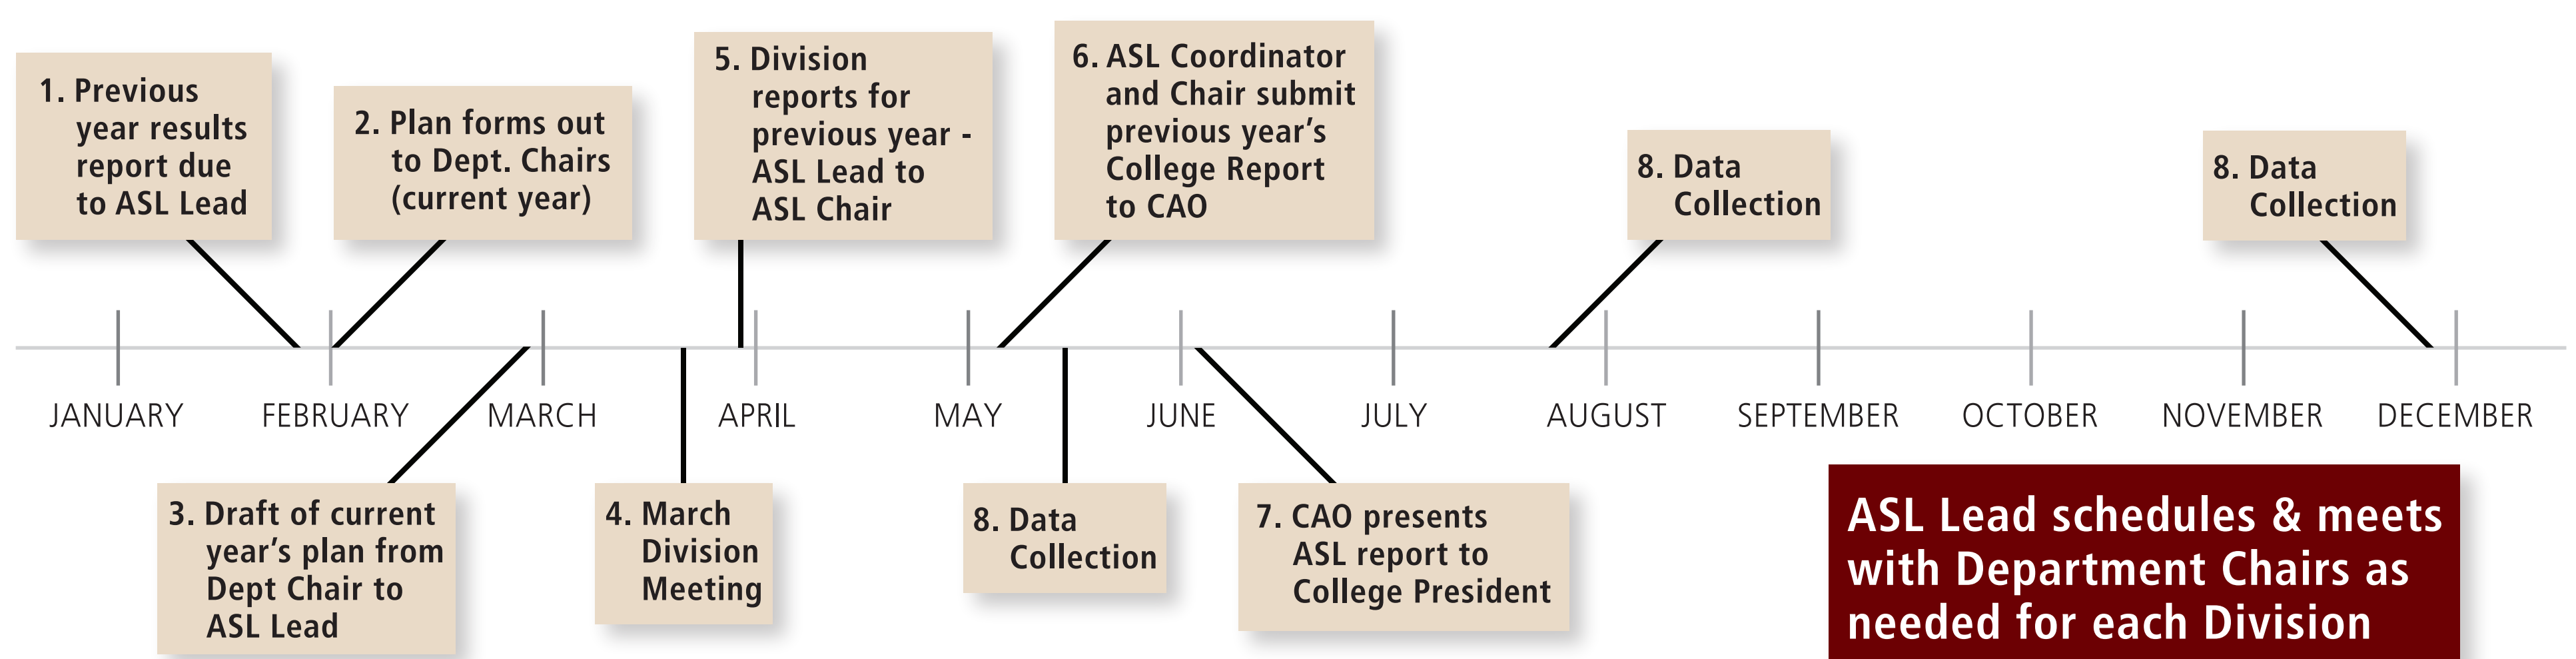 1. Previous
year results
report due
to ASL Lead
2. Plan forms out
to Dept. Chairs
(current year)
5. Division
reports for
previous year -
ASL Lead to
ASL Chair
6. ASL Coordinator
and Chair submit
previous year’s
College Report
to CAO
8. Data
Collection
8. Data
Collection
JANUARY
FEBRUARY
MARCH
APRIL
MAY
JUNE
JULY
AUGUST
SEPTEMBER
OCTOBER
NOVEMBER
DECEMBER
3. Draft of current
year’s plan from
Dept Chair to
ASL Lead
4. March
Division
Meeting
8. Data
Collection
7. CAO presents
ASL report to
College President
ASL Lead schedules & meets
with Department Chairs as
needed for each Division